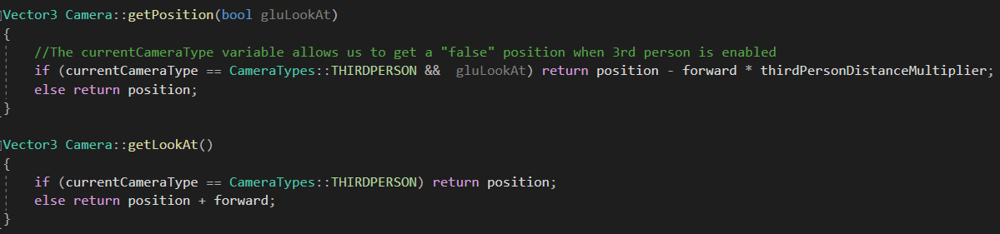 Vector3 Camera::getPosition(bool gluLookAt)
{
//The currentCameraType variable allows us to get a "false" position when 3rd person is enabled
if (currentCameraType == CameraTypes::THIRDPERSON &&  gluLookAt) return position - forward * thirdPersonDistanceMultiplier;
else return position;
}
Vector3 Camera::getLookAt()
{
if (currentCameraType == CameraTypes::THIRDPERSON) return position;
else return position + forward;
}